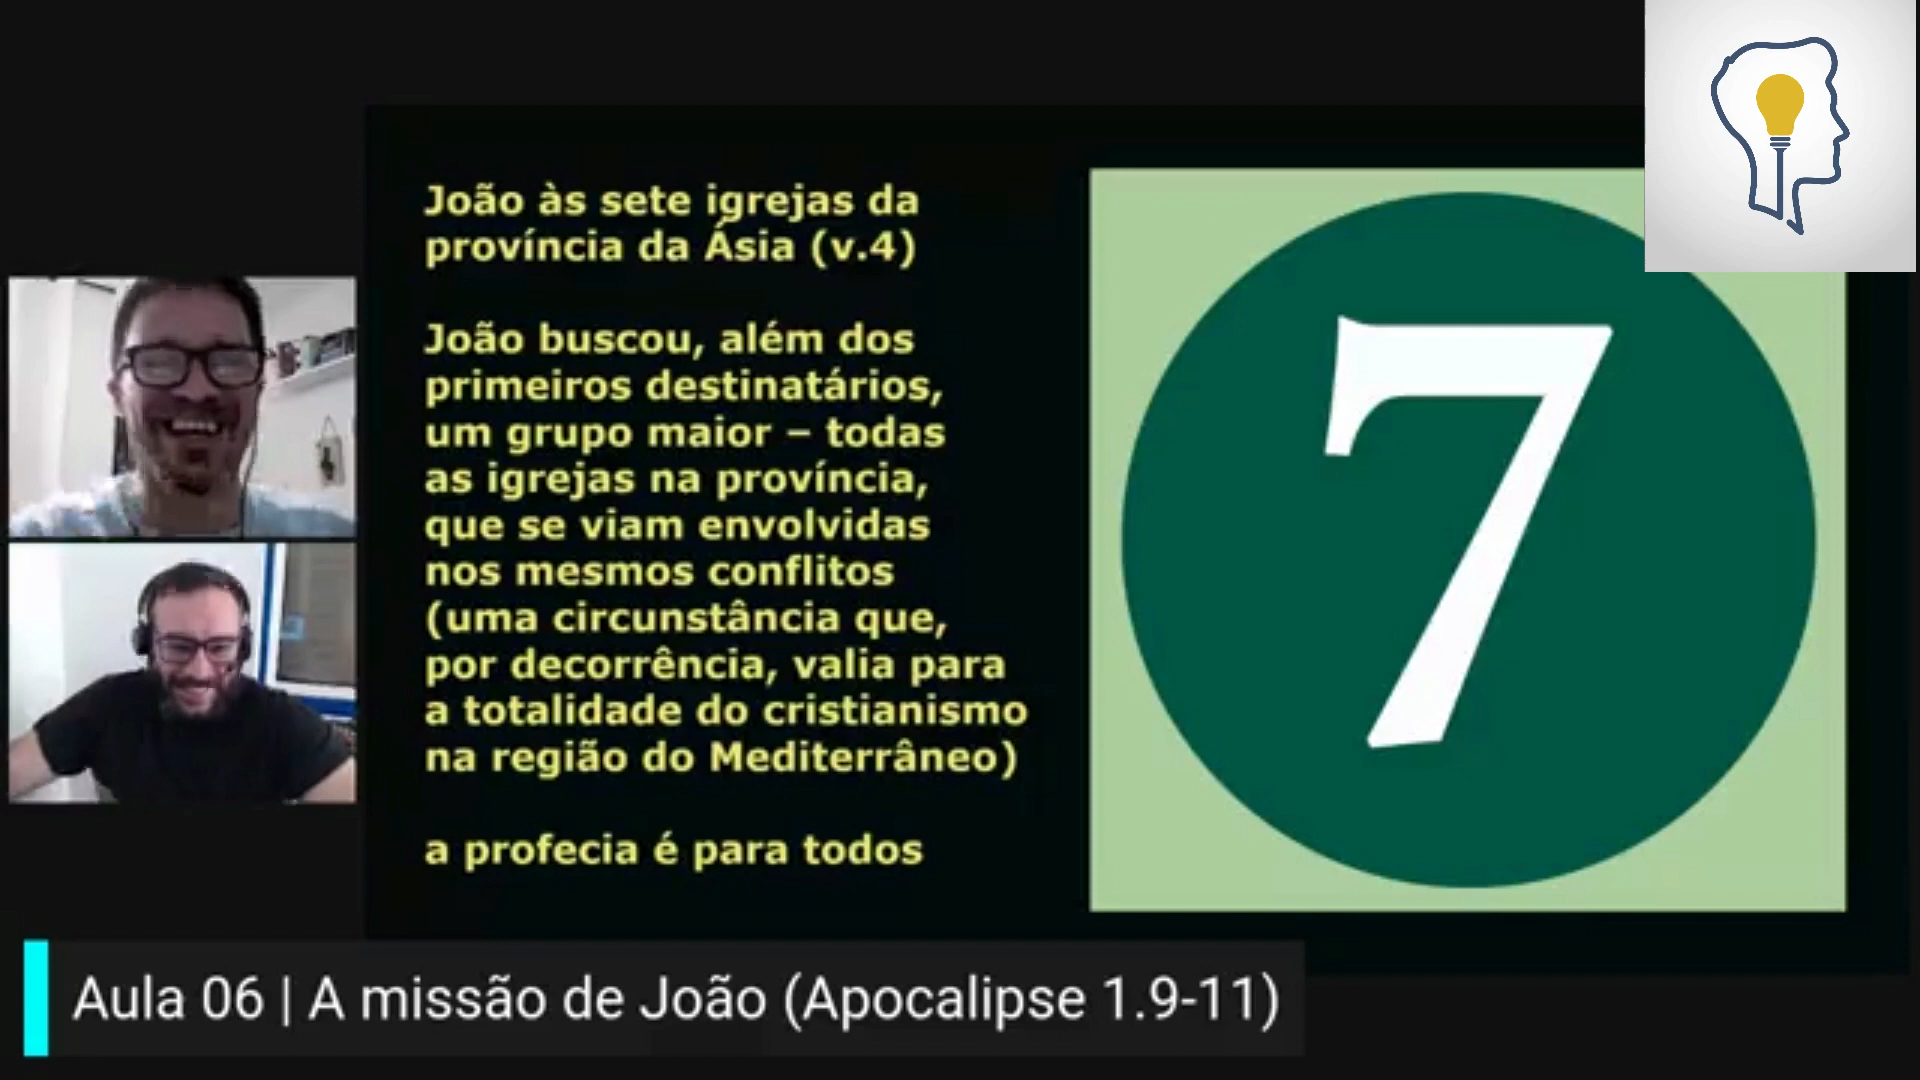 João às sete igrejas da
província da Ásia (v.4)
João buscou, além dos
primeiros destinatários,
um grupo maior – todas
as igrejas na província,
que se viam envolvidas
nos mesmos conflitos
(uma circunstância que,
por decorrência, valia para
a totalidade do cristianismo
na região do Mediterrâneo)
a profecia é para todos
7
Aula 06 | A missão de João (Apocalipse 1.9-11)